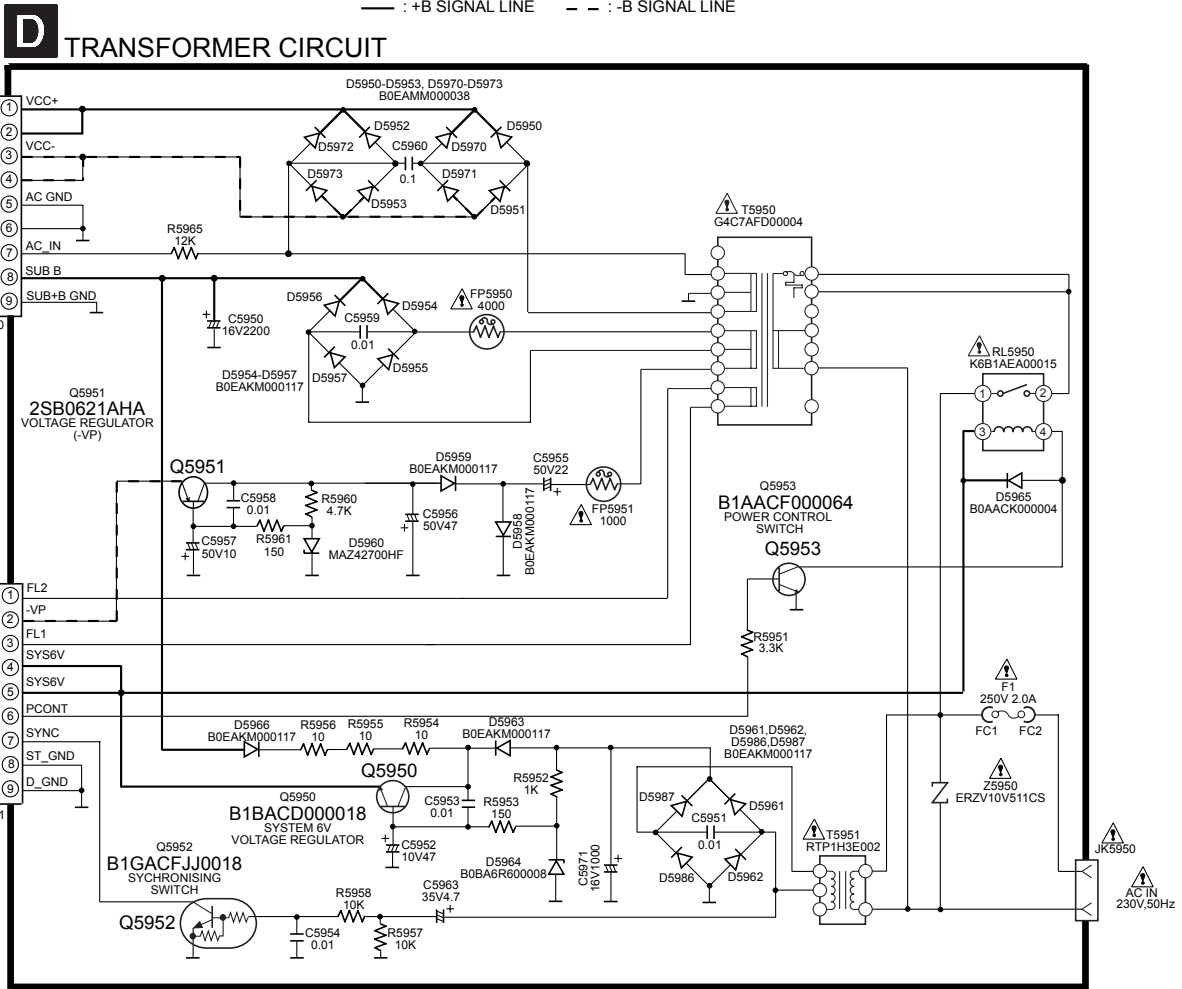 : +B SIGNAL LINE : -B SIGNAL LINE
D TRANSFORMER CIRCUIT
D5950-D5953, D5970-D5973
B0EAMM000038
1 VCC+
2
3 VCC-
4
5 AC GND
6
7 AC_IN
8 SUB B
9 SUB+B GND
D5952
D5972
C5960
0.1
D5950
D5970
D5973
D5953
D5971
D5951
R5965
12K
T5950
G4C7AFD00004
C5950
16V2200
D5956
D5954
C5959
0.01
D5957
D5955
D5954-D5957
B0EAKM000117
FP5950
4000
RL5950
K6B1AEA00015
1 2
3 4
D5965
B0AACK000004
Q5951
2SB0621AHA
VOLTAGE REGULATOR
(-VP)
Q5951
C5958
0.01
R5960
4.7K
C5957
50V10
R5961
150
D5960
MAZ42700HF
D5959
B0EAKM000117
C5956
50V47
C5955
50V22
D5958
B0EAKM000117
FP5951
1000
Q5953
B1AACF000064
POWER CONTROL
SWITCH
Q5953
R5951
3.3K
1 FL2
2 -VP
3 FL1
4 SYS6V
5 SYS6V
6 PCONT
7 SYNC
8 ST_GND
9 D_GND
1
F1
250V 2.0A
FC1 FC2
D5966
B0EAKM000117
R5956
10
R5955
10
R5954
10
D5963
B0EAKM000117
D5961,D5962,
D5986,D5987
B0EAKM000117
Q5950
Q5950
B1BACD000018
SYSTEM 6V
VOLTAGE REGULATOR
C5953
0.01
R5953
150
R5952
1K
C5952
10V47
D5964
B0BA6R600008
C5971
16V1000
D5987
D5961
C5951
0.01
D5986
D5962
T5951
RTP1H3E002
Z5950
ERZV10V511CS
JK5950
AC IN
230V,50Hz
Q5952
B1GACFJJ0018
SYCHRONISING
SWITCH
Q5952
C5954
0.01
R5958
10K
R5957
10K
C5963
35V4.7